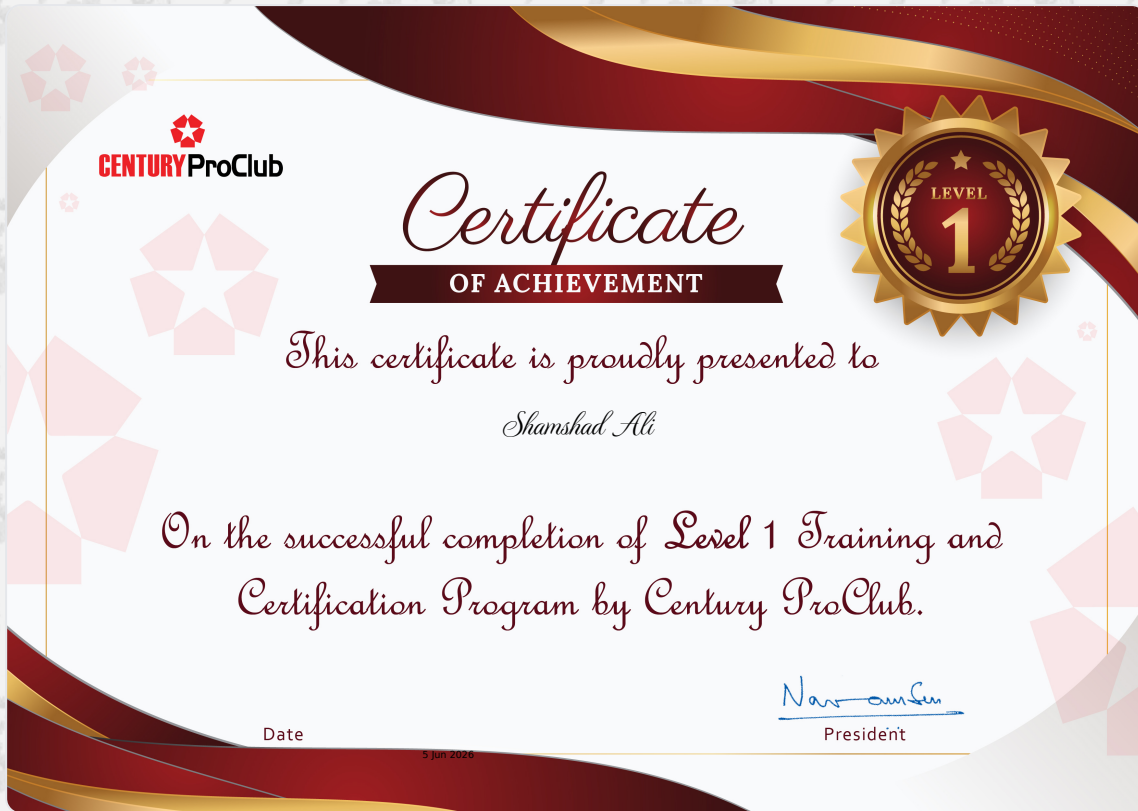 CENTURY ProClub
LEVEL
1
Certificate
OF ACHIEVEMENT
This certificate is proudly presented to
Shamshad Ali
On the successful completion of Level 1 Training and
Certification Program by Century ProClub.
Date
President
5 Jun 2026